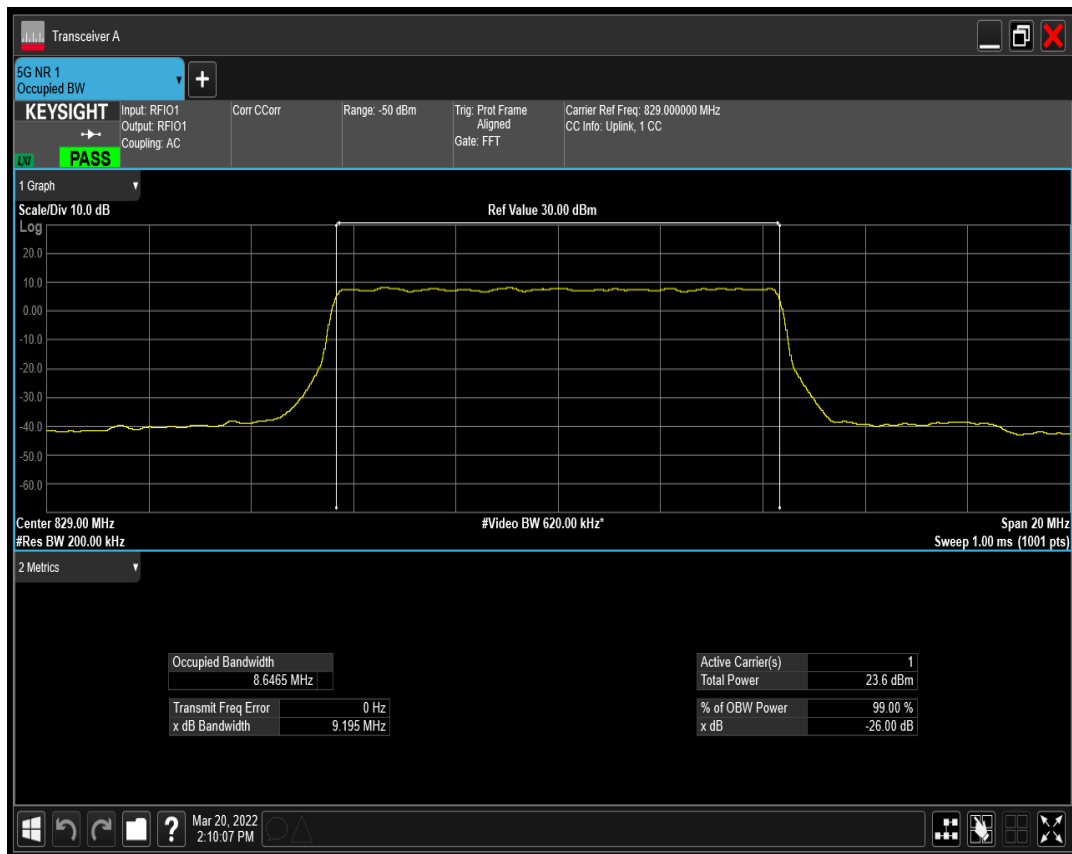 Transceiver A
5G NR 1
Occupied BW
KEYSIGHT
LXI
PASS
Input: RFIO1
Output: RFIO1
Coupling: AC
Corr CCorr
Range: -50 dBm
Trig: Prot Frame
Aligned
Gate: FFT
Carrier Ref Freq: 829.000000 MHz
CC Info: Uplink, 1 CC
1 Graph
Scale/Div 10.0 dB
Ref Value 30.00 dBm
Log
20.0
10.0
0.00
-10.0
-20.0
-30.0
-40.0
-50.0
-60.0
Center 829.00 MHz
#Video BW 620.00 kHz*
Span 20 MHz
#Res BW 200.00 kHz
Sweep 1.00 ms (1001 pts)
2 Metrics
Occupied Bandwidth
8.6465 MHz
Transmit Freq Error 0 Hz
x dB Bandwidth 9.195 MHz
Active Carrier(s) 1
Total Power 23.6 dBm
% of OBW Power 99.00 %
x dB -26.00 dB
?
Mar 20, 2022
2:10:07 PM